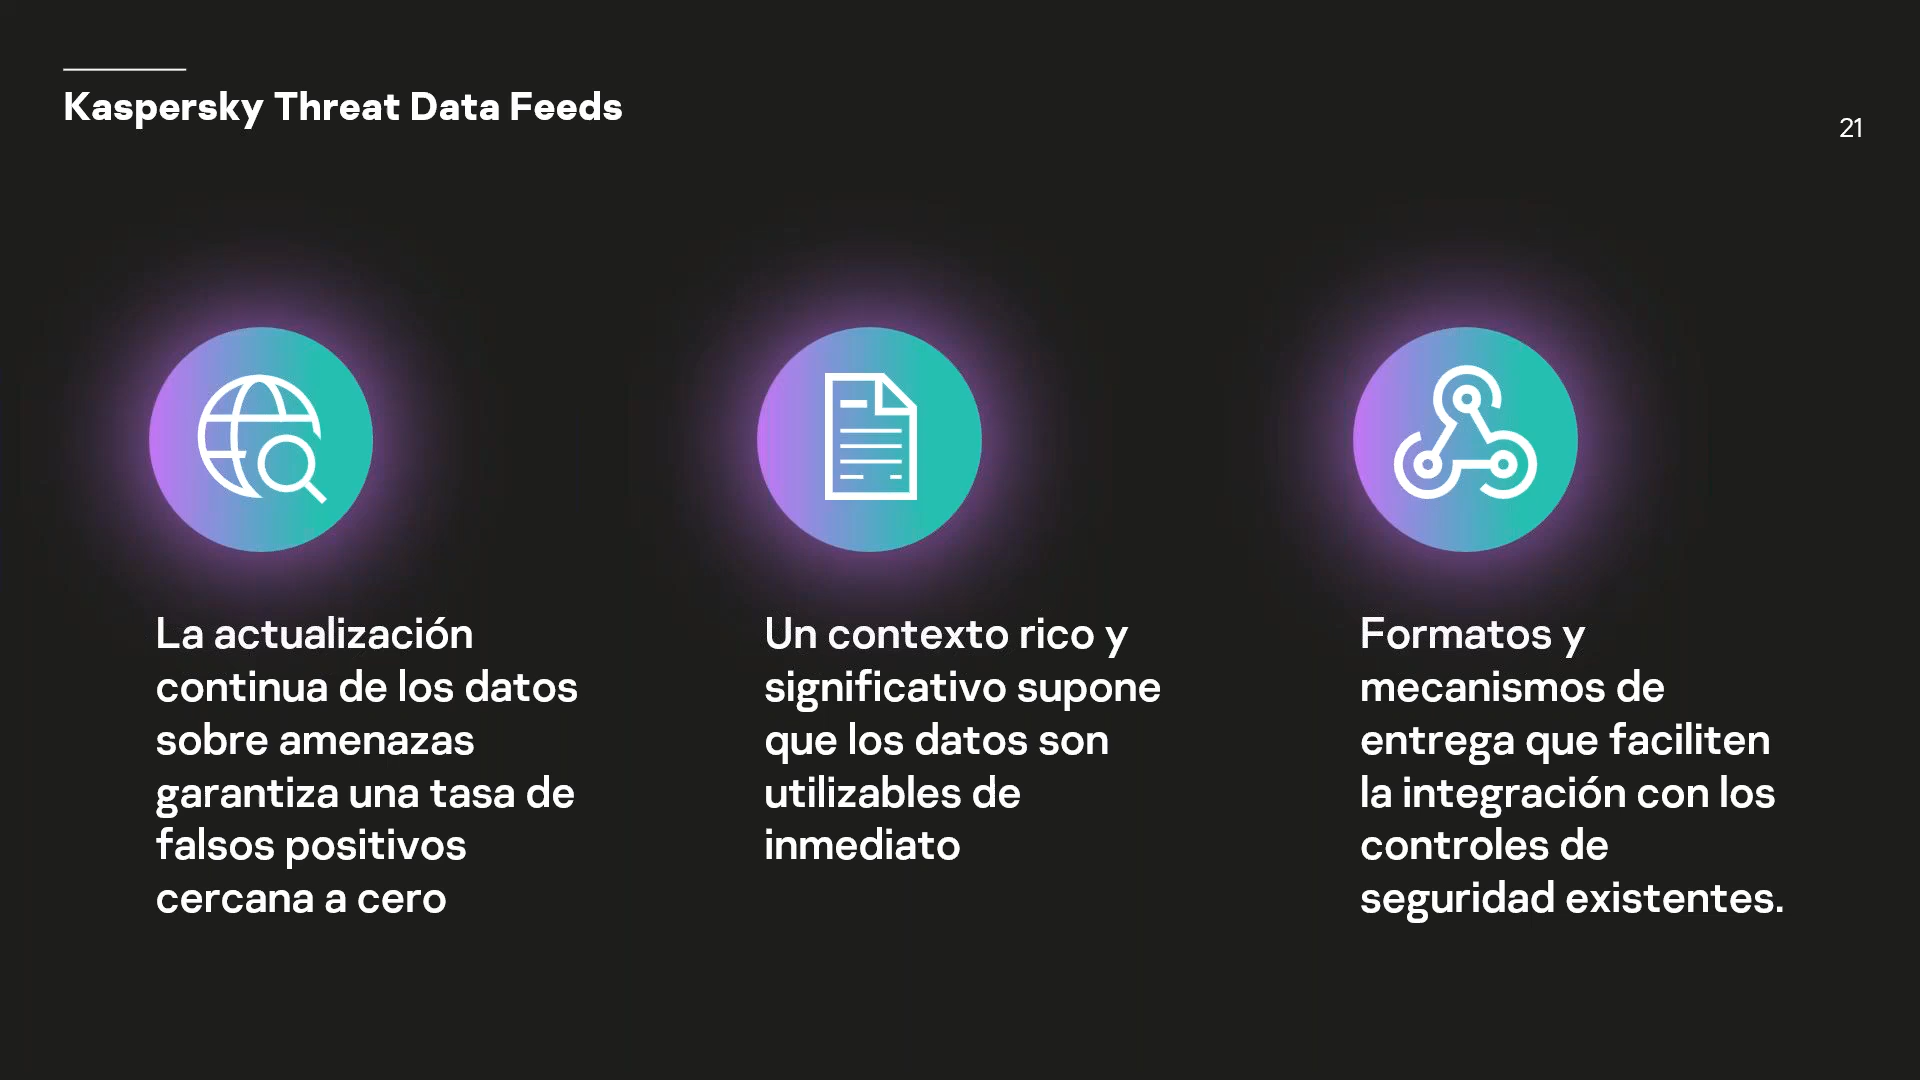 Kaspersky Threat Data Feeds
21
La actualización
continua de los datos
sobre amenazas
garantiza una tasa de
falsos positivos
cercana a cero
Un contexto rico y
significativo supone
que los datos son
utilizables de
inmediato
Formatos y
mecanismos de
entrega que faciliten
la integración con los
controles de
seguridad existentes.